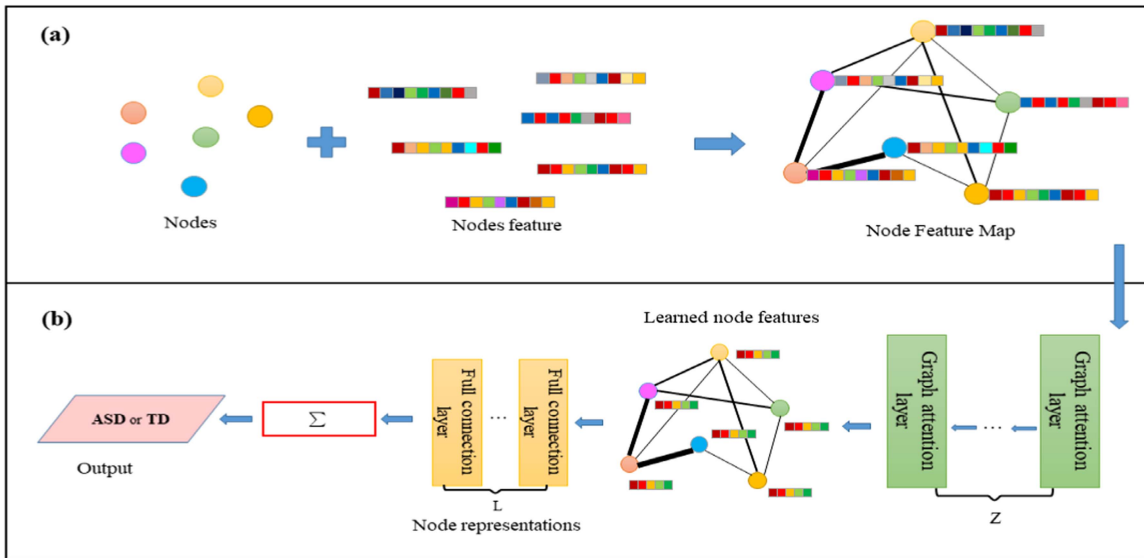 (a)
Nodes
Nodes feature
Node Feature Map
(b)
Learned node features
ASD or TD
Output
Σ
Full connection
layer
...
Full connection
layer
L
Node representations
Graph attention
layer
...
Graph attention
layer
Z